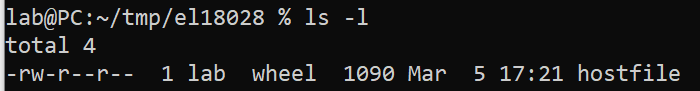 lab@PC:~/tmp/el18028 % ls -l
total 4
-rw-r--r--  1 lab  wheel  1090 Mar  5 17:21 hostfile